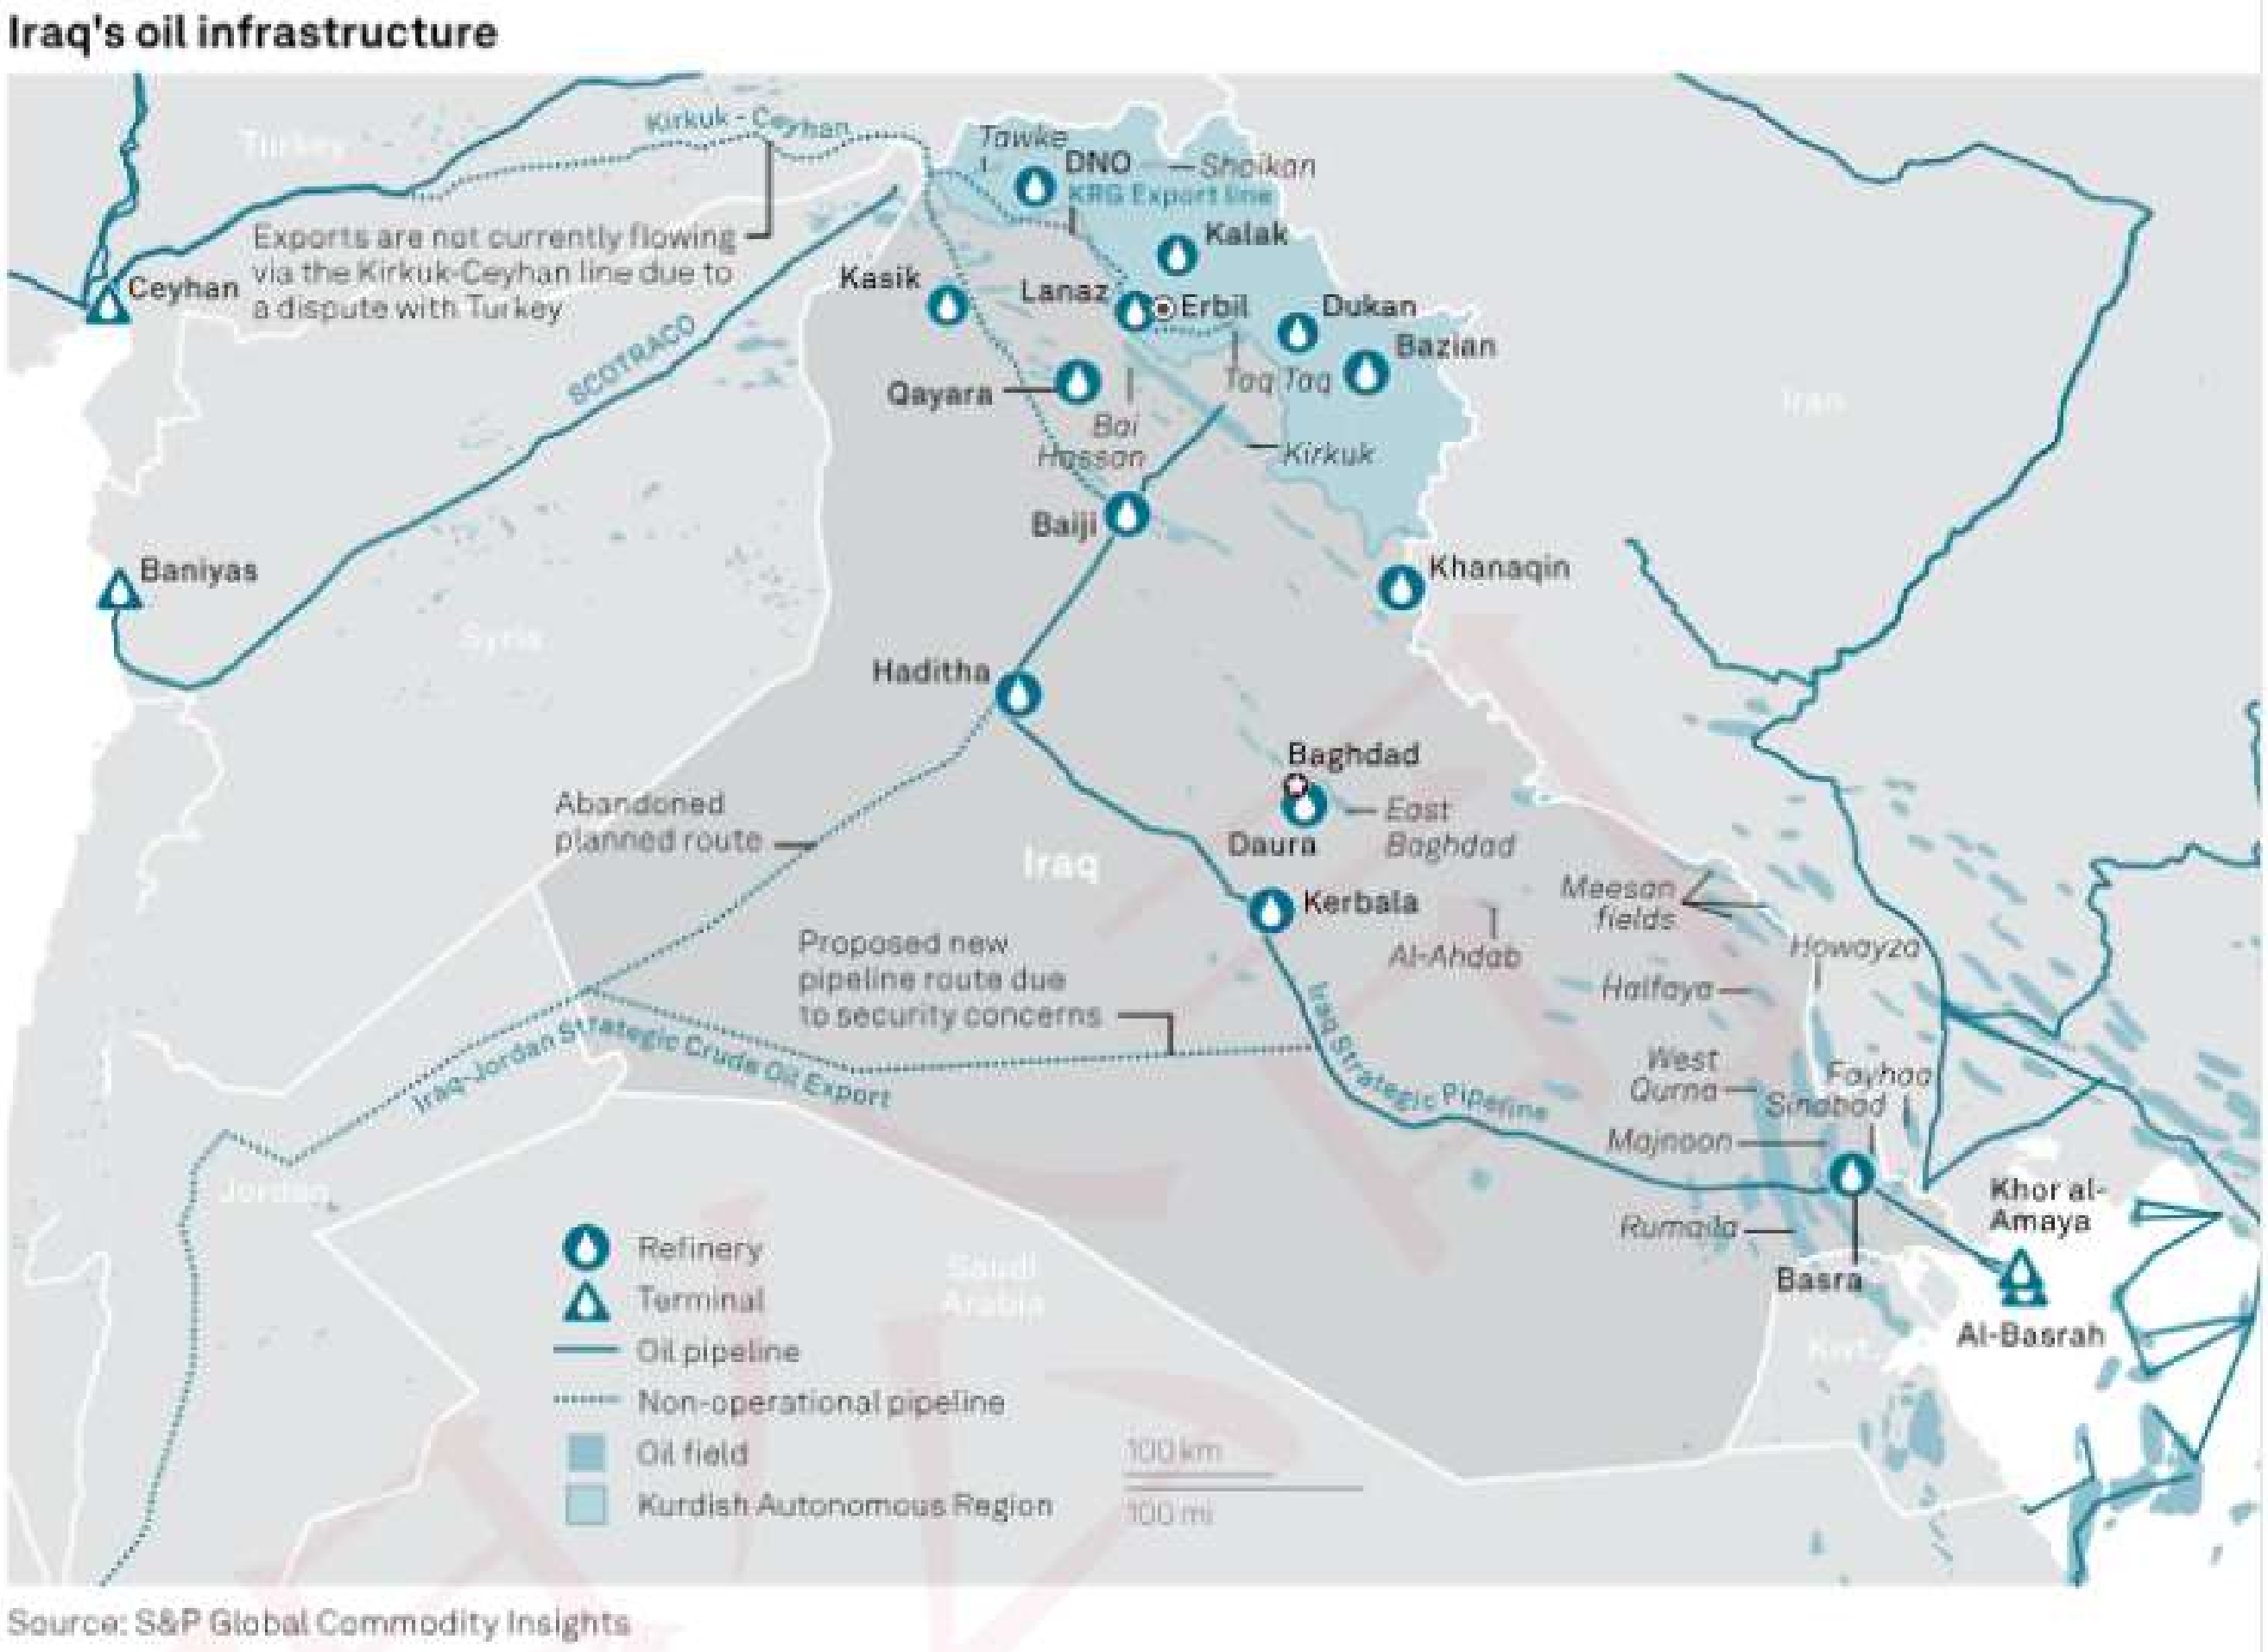 Iraq's oil infrastructure
Turkey
Kirkuk - Ceyhan
Tawke
DNO
Shaikan
KRG Export line
Exports are not currently flowing
via the Kirkuk-Ceyhan line due to
a dispute with Turkey
Ceyhan
Kalak
Kasik
Lanaz
Erbil
Dukan
Bazian
SCOTRACO
Qayara
Taq Taq
Iran
Bai
Hassan
Kirkuk
Baiji
Khanaqin
Baniyas
Syria
Haditha
Baghdad
Abandoned
planned route
East
Baghdad
Daura
Iraq
Meesan
fields
Kerbala
Al-Ahdab
Howayza
Proposed new
pipeline route due
to security concerns
Halfaya
Iraq Strategic Pipeline
Iraq-Jordan Strategic Crude Oil Export
West
Qurna
Fayhaa
Sindbad
Majnoon
Jordan
Khor al-
Amaya
Rumaila
Basra
Saudi
Arabia
Al-Basrah
Kwt.
Refinery
Terminal
Oil pipeline
Non-operational pipeline
Oil field
Kurdish Autonomous Region
100 km
100 mi
Source: S&P Global Commodity Insights